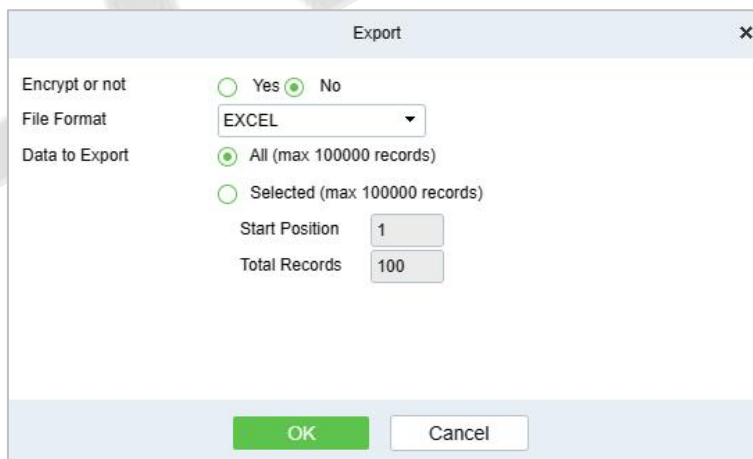 Export
Encrypt or not Yes No
File Format EXCEL
Data to Export All (max 100000 records)
Selected (max 100000 records)
Start Position 1
Total Records 100
OK Cancel